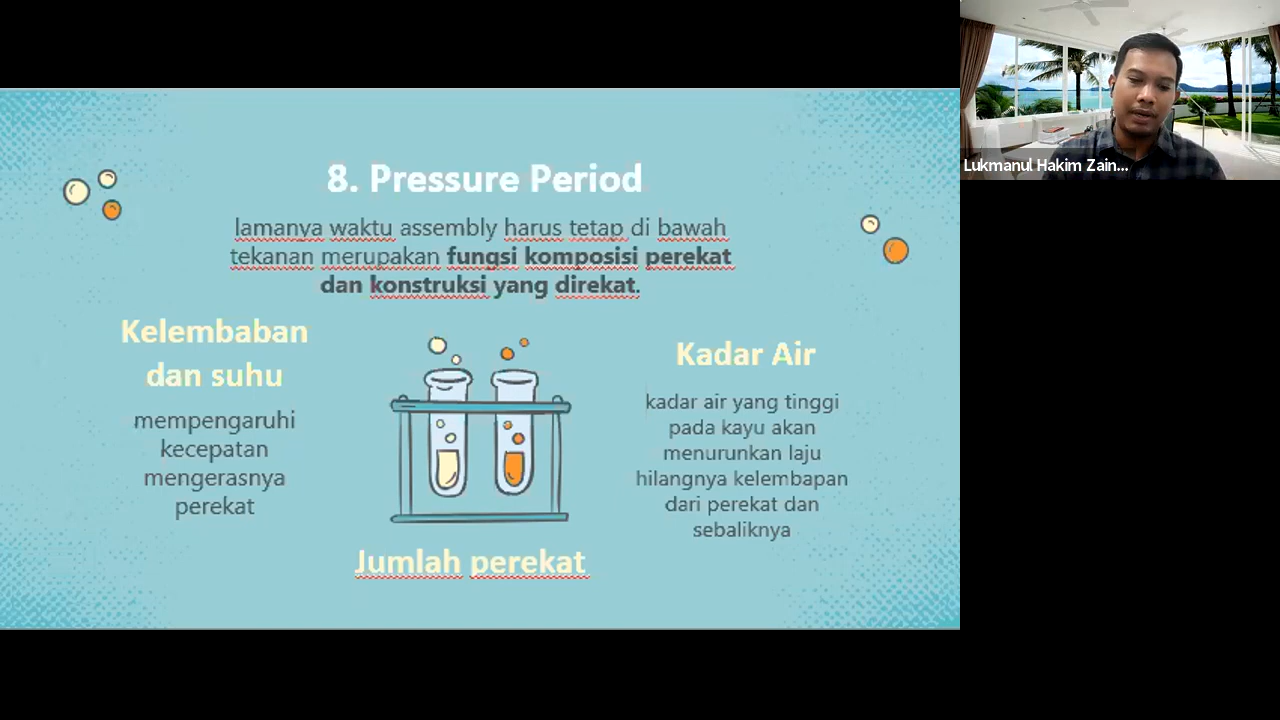 8. Pressure Period
lamanya waktu assembly harus tetap di bawah
tekanan merupakan fungsi komposisi perekat
dan konstruksi yang direkat.
Kelembaban
dan suhu
mempengaruhi
kecepatan
mengerasnya
perekat
Kadar Air
kadar air yang tinggi
pada kayu akan
menurunkan laju
hilangnya kelembapan
dari perekat dan
sebaliknya
Jumlah perekat
Lukmanul Hakim Zain...